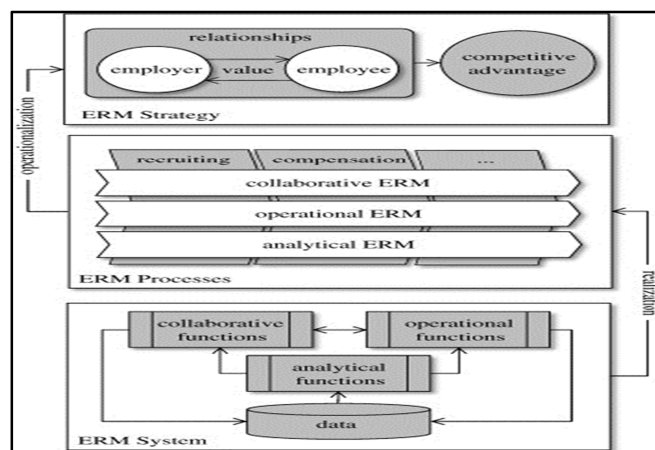 relationships
employer
value
employee
competitive
advantage
ERM Strategy
operationalization
recruiting
compensation
...
collaborative ERM
operational ERM
analytical ERM
ERM Processes
realization
collaborative
functions
operational
functions
analytical
functions
data
ERM System